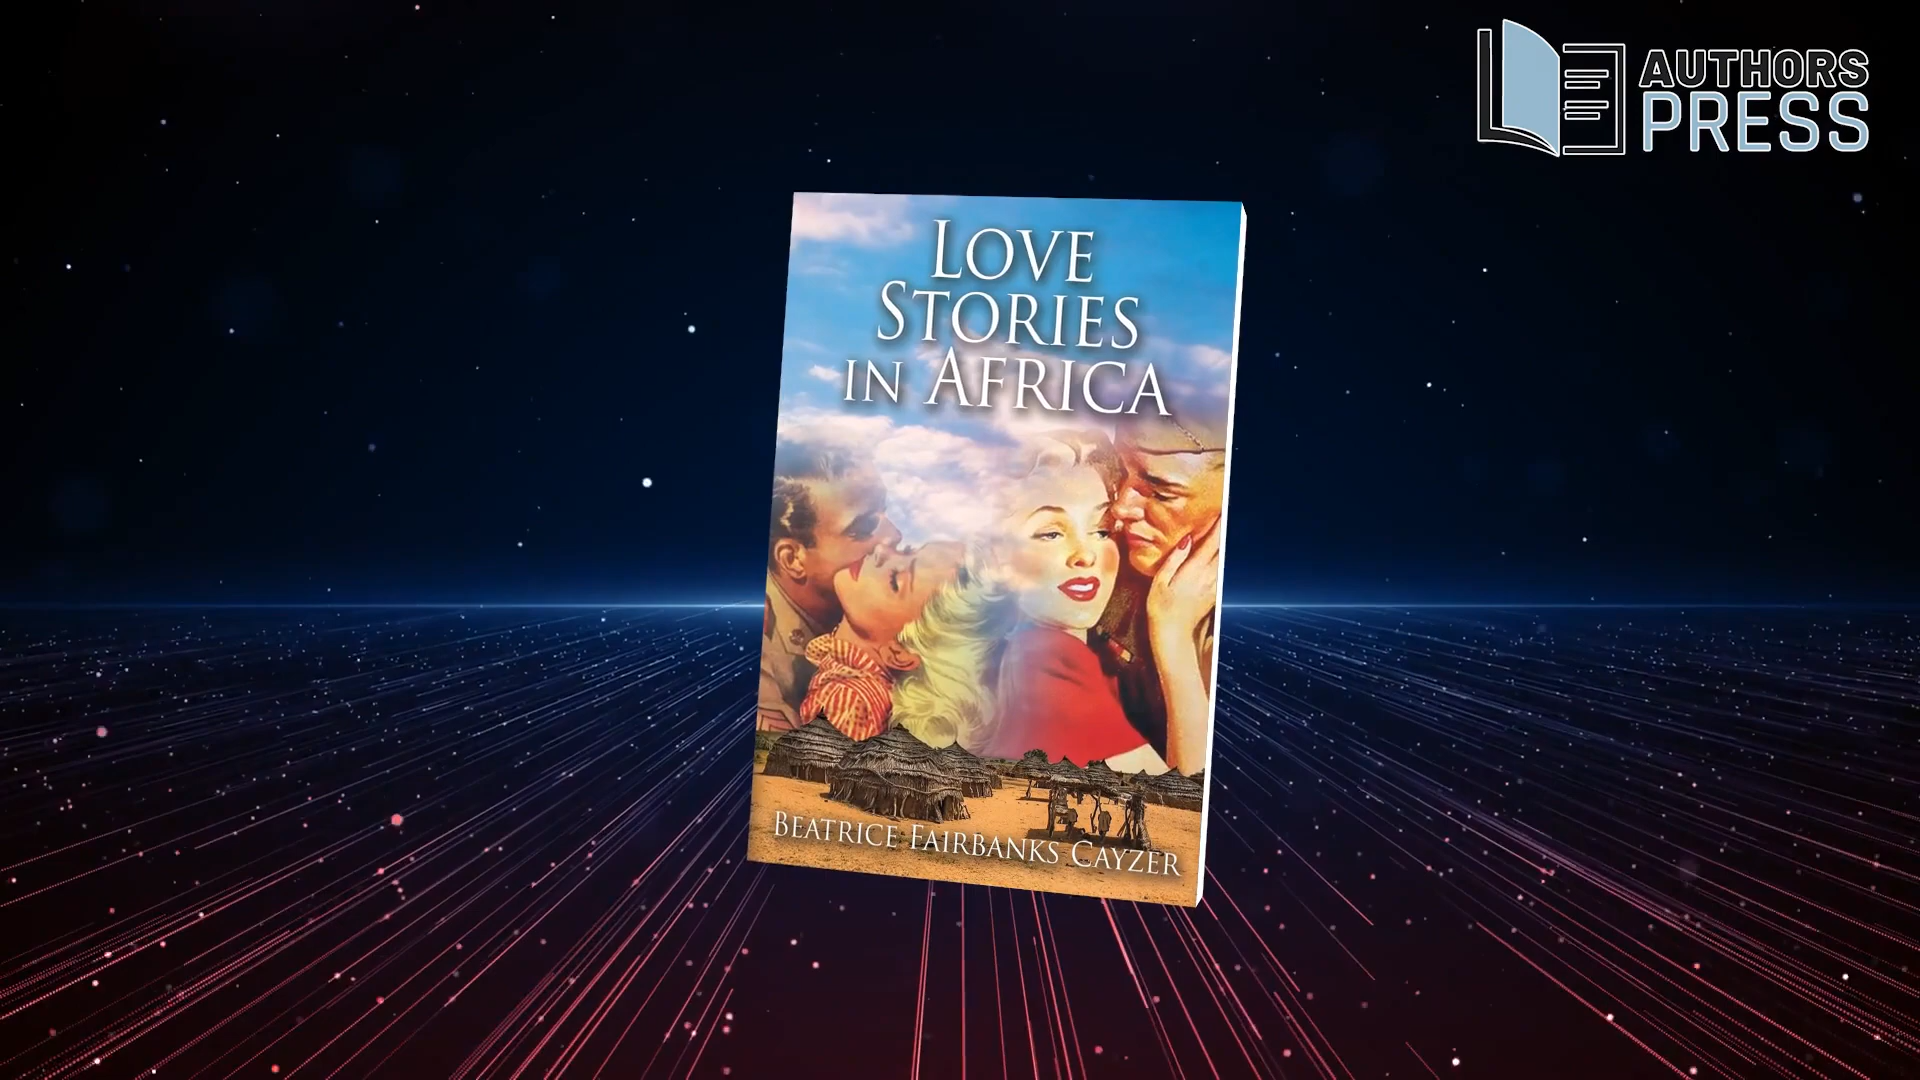 AUTHORS
PRESS
LOVE
STORIES
IN AFRICA
BEATRICE FAIRBANKS CAYZER